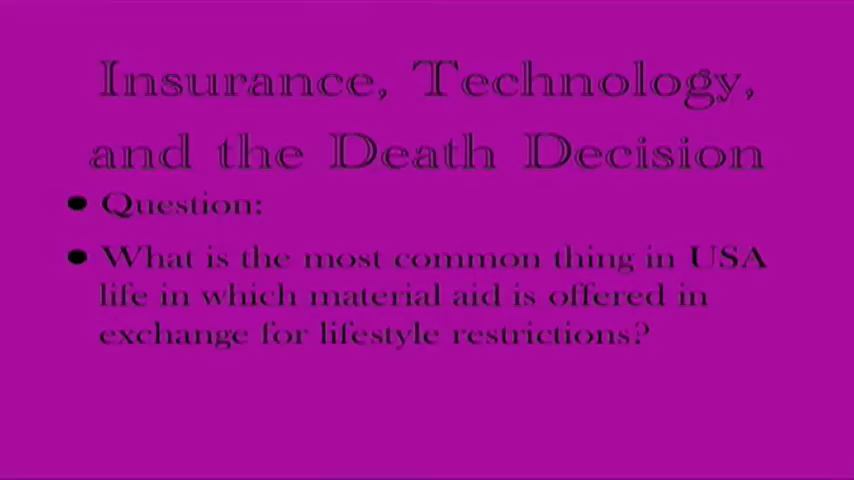 Insurance, Technology,
and the Death Decision
• Question:
• What is the most common thing in USA
life in which material aid is offered in
exchange for lifestyle restrictions?